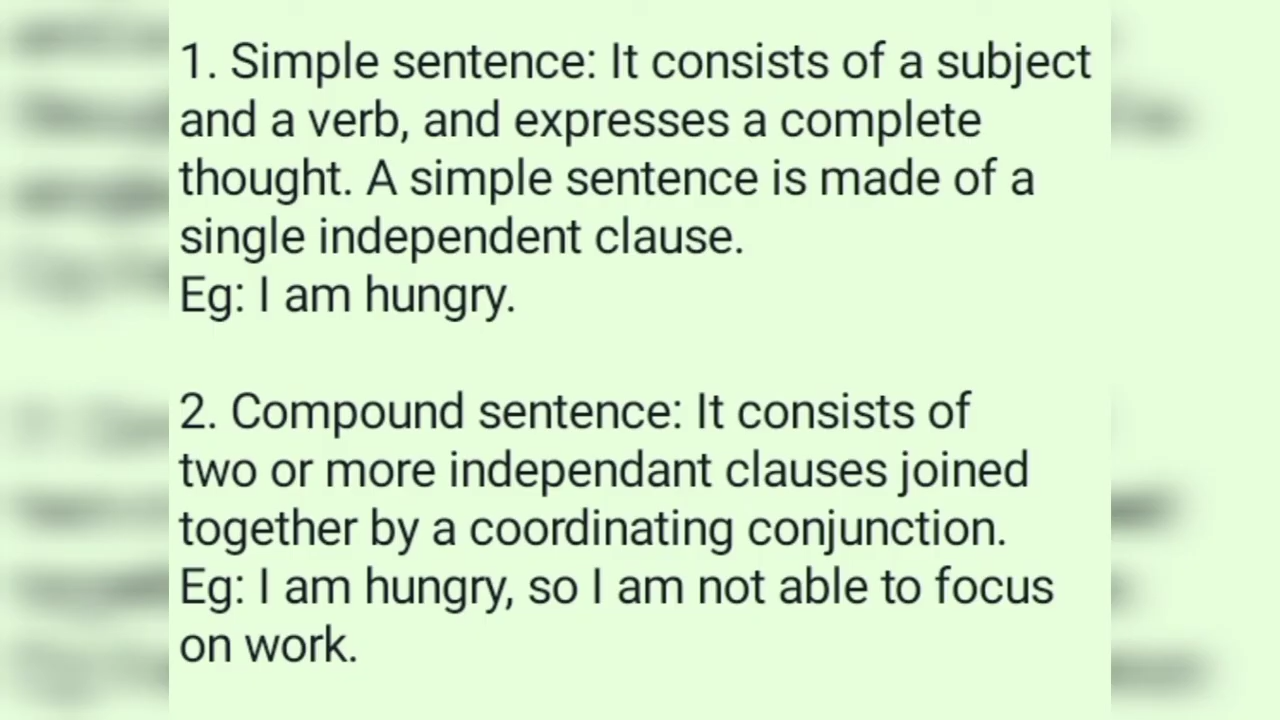 1. Simple sentence: It consists of a subject
and a verb, and expresses a complete
thought. A simple sentence is made of a
single independent clause.
Eg: I am hungry.
2. Compound sentence: It consists of
two or more independant clauses joined
together by a coordinating conjunction.
Eg: I am hungry, so I am not able to focus
on work.